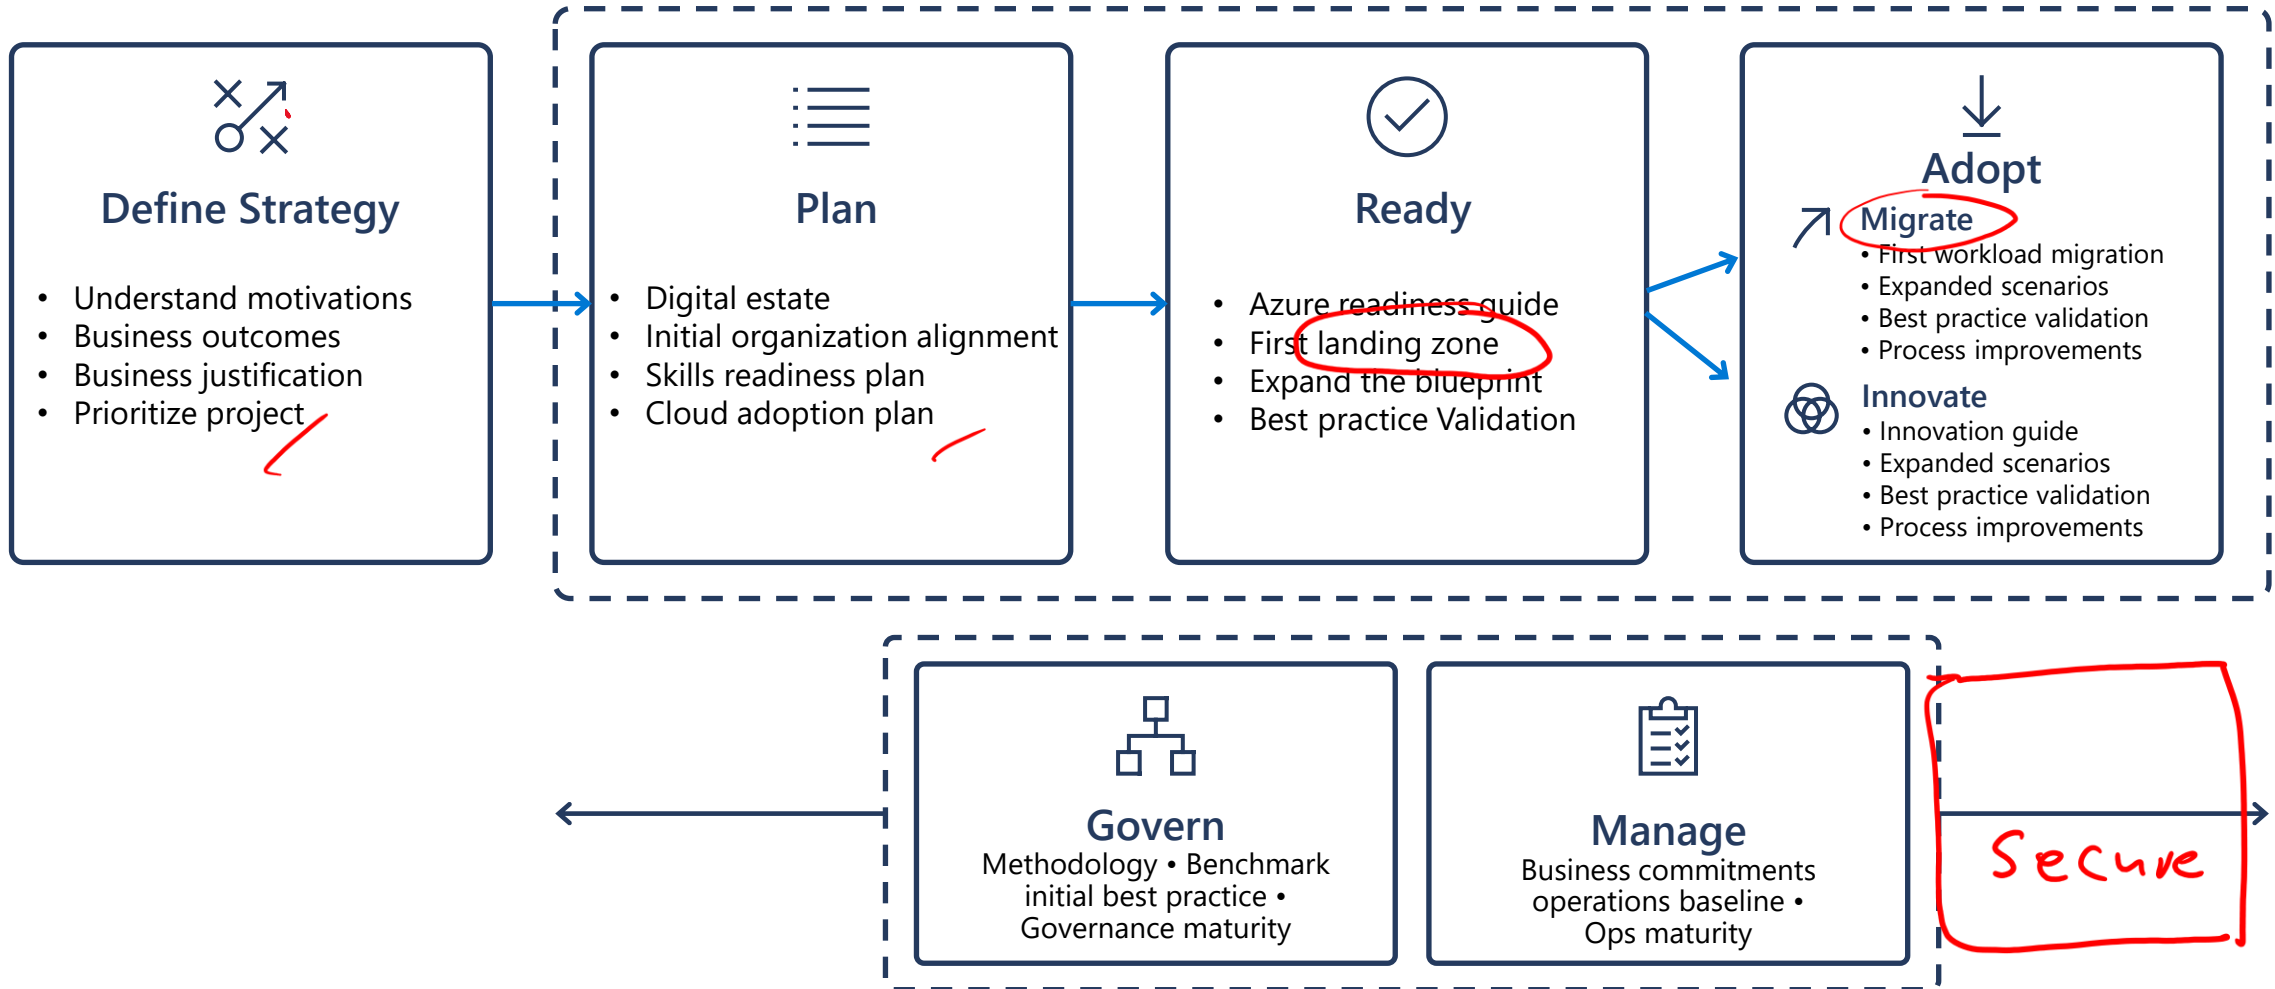 Define Strategy
• Understand motivations
• Business outcomes
• Business justification
• Prioritize project
Plan
• Digital estate
• Initial organization alignment
• Skills readiness plan
• Cloud adoption plan
Ready
• Azure readiness guide
• First landing zone
• Expand the blueprint
• Best practice Validation
Adopt
Migrate
• First workload migration
• Expanded scenarios
• Best practice validation
• Process improvements
Innovate
• Innovation guide
• Expanded scenarios
• Best practice validation
• Process improvements
Govern
Methodology • Benchmark
initial best practice •
Governance maturity
Manage
Business commitments
operations baseline •
Ops maturity
Secure